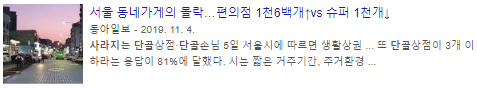 서울 동네가게의 몰락...편의점 1천6백개↑vs 슈퍼 1천개↓
동아일보 - 2019. 11. 4.
사라지는 단골상점·단골손님 5일 서울시에 따르면 생활상권 ... 또 단골상점이 3개 이
하라는 응답이 81%에 달했다. 시는 짧은 거주기간, 주거환경 ...